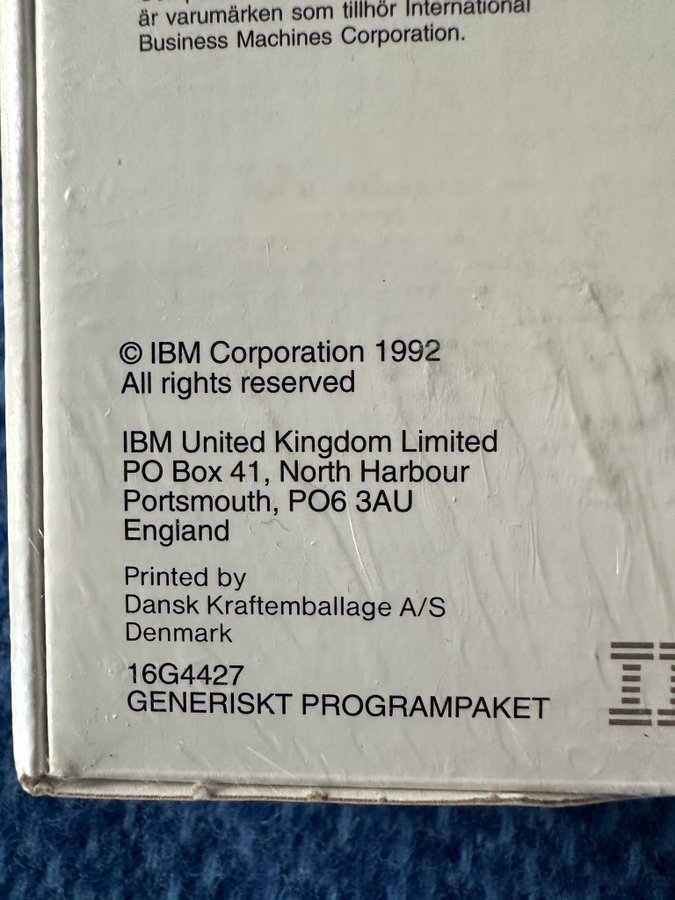 är varumärken som tillhör International
Business Machines Corporation.
© IBM Corporation 1992
All rights reserved
IBM United Kingdom Limited
PO Box 41, North Harbour
Portsmouth, PO6 3AU
England
Printed by
Dansk Kraftemballage A/S
Denmark
16G4427
GENERISKT PROGRAMPAKET